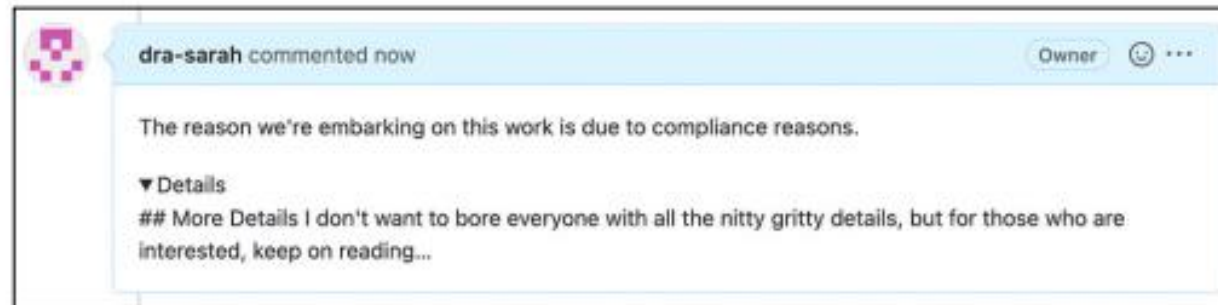 dra-sarah commented now Owner ...
The reason we're embarking on this work is due to compliance reasons.
▼ Details
## More Details I don't want to bore everyone with all the nitty gritty details, but for those who are
interested, keep on reading...